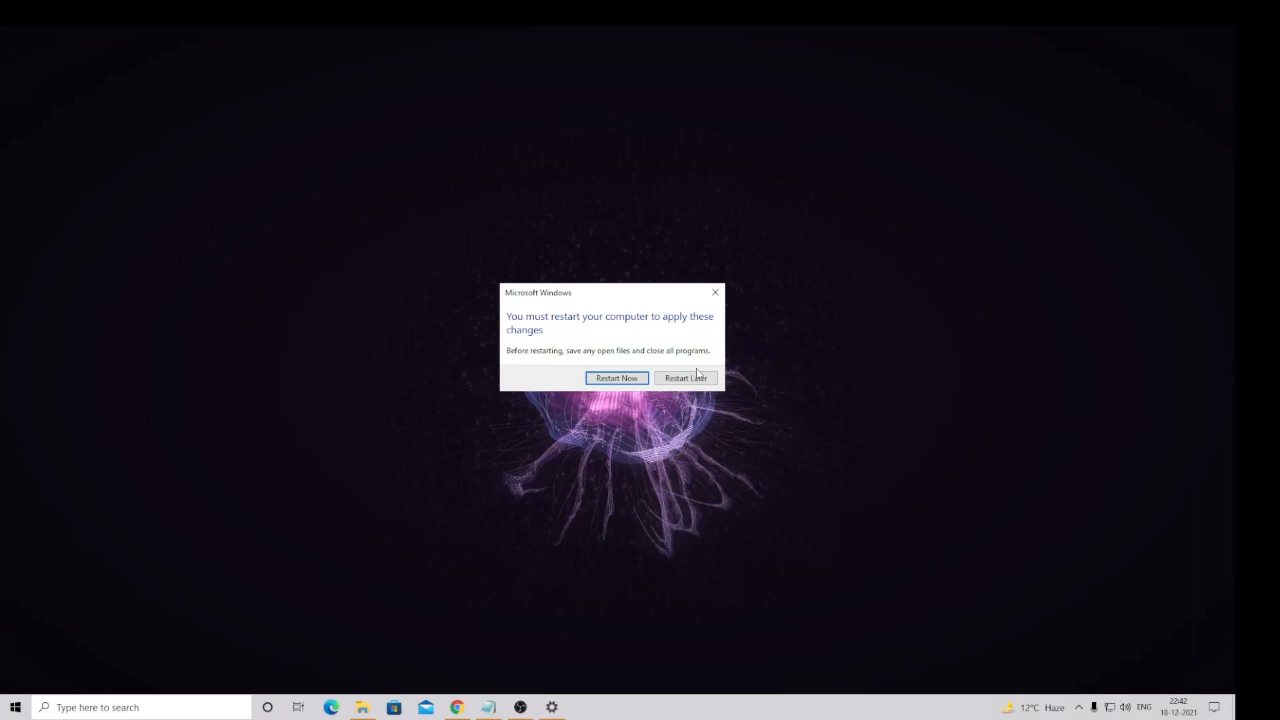 Microsoft Windows
You must restart your computer to apply these
changes
Before restarting, save any open files and close all programs.
Restart Now
Restart Later
Type here to search
12°C Haze
ENG
22:42
18-12-2021